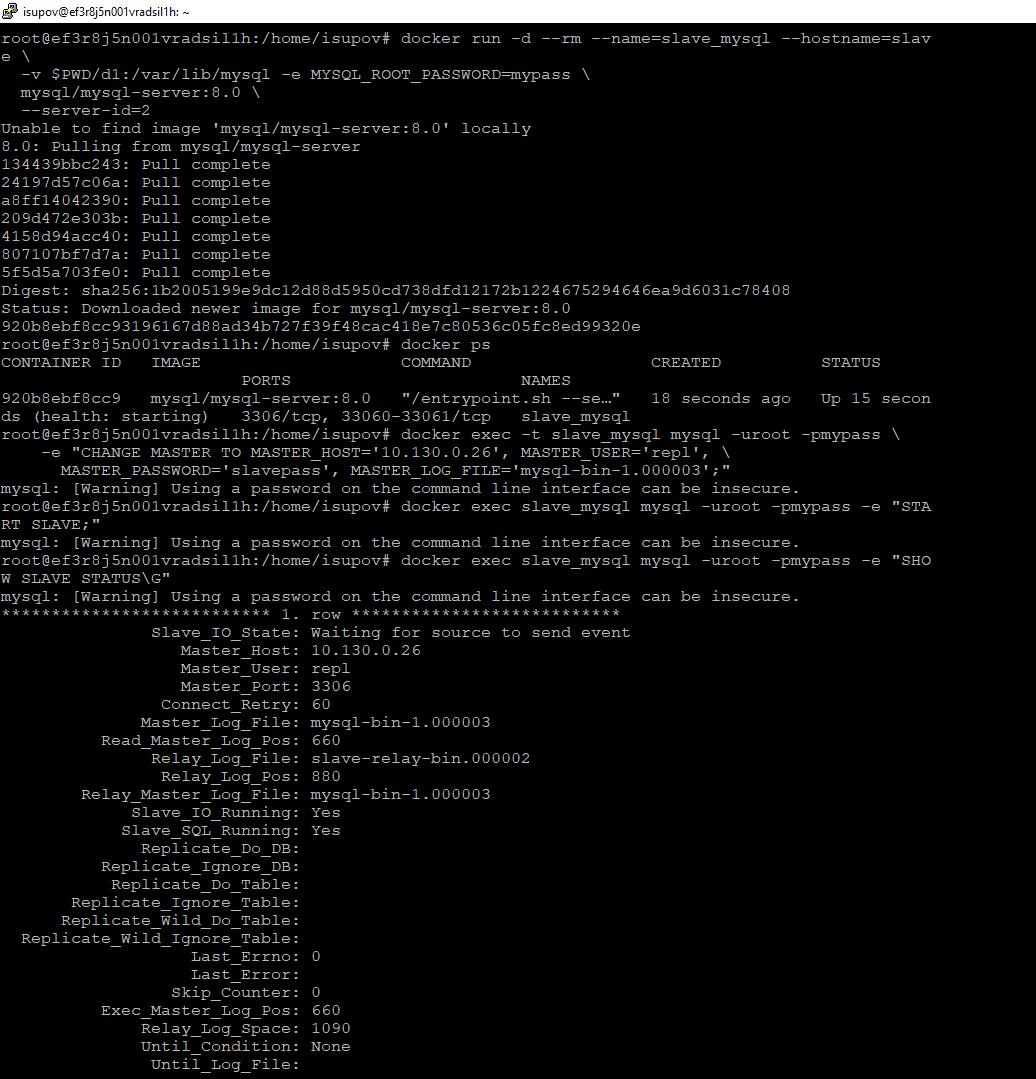 isupov@ef3r8j5n001vradsil1h: ~
root@ef3r8j5n001vradsil1h:/home/isupov# docker run -d --rm --name=slave_mysql --hostname=slav
e \
  -v $PWD/d1:/var/lib/mysql -e MYSQL_ROOT_PASSWORD=mypass \
  mysql/mysql-server:8.0 \
  --server-id=2
Unable to find image 'mysql/mysql-server:8.0' locally
8.0: Pulling from mysql/mysql-server
134439bbc243: Pull complete
24197d57c06a: Pull complete
a8ff14042390: Pull complete
209d472e303b: Pull complete
4158d94acc40: Pull complete
807107bf7d7a: Pull complete
5f5d5a703fe0: Pull complete
Digest: sha256:1b2005199e9dc12d88d5950cd738dfd12172b1224675294646ea9d6031c78408
Status: Downloaded newer image for mysql/mysql-server:8.0
920b8ebf8cc93196167d88ad34b727f39f48cac418e7c80536c05fc8ed99320e
root@ef3r8j5n001vradsil1h:/home/isupov# docker ps
CONTAINER ID   IMAGE                    COMMAND                  CREATED          STATUS
                        PORTS                       NAMES
920b8ebf8cc9   mysql/mysql-server:8.0   "/entrypoint.sh --se…"   18 seconds ago   Up 15 secon
ds (health: starting)   3306/tcp, 33060-33061/tcp   slave_mysql
root@ef3r8j5n001vradsil1h:/home/isupov# docker exec -t slave_mysql mysql -uroot -pmypass \
    -e "CHANGE MASTER TO MASTER_HOST='10.130.0.26', MASTER_USER='repl', \
      MASTER_PASSWORD='slavepass', MASTER_LOG_FILE='mysql-bin-1.000003';"
mysql: [Warning] Using a password on the command line interface can be insecure.
root@ef3r8j5n001vradsil1h:/home/isupov# docker exec slave_mysql mysql -uroot -pmypass -e "STA
RT SLAVE;"
mysql: [Warning] Using a password on the command line interface can be insecure.
root@ef3r8j5n001vradsil1h:/home/isupov# docker exec slave_mysql mysql -uroot -pmypass -e "SHO
W SLAVE STATUS\G"
mysql: [Warning] Using a password on the command line interface can be insecure.
*************************** 1. row ***************************
               Slave_IO_State: Waiting for source to send event
                  Master_Host: 10.130.0.26
                  Master_User: repl
                  Master_Port: 3306
                Connect_Retry: 60
              Master_Log_File: mysql-bin-1.000003
          Read_Master_Log_Pos: 660
               Relay_Log_File: slave-relay-bin.000002
                Relay_Log_Pos: 880
        Relay_Master_Log_File: mysql-bin-1.000003
             Slave_IO_Running: Yes
            Slave_SQL_Running: Yes
              Replicate_Do_DB:
          Replicate_Ignore_DB:
           Replicate_Do_Table:
       Replicate_Ignore_Table:
      Replicate_Wild_Do_Table:
  Replicate_Wild_Ignore_Table:
                   Last_Errno: 0
                   Last_Error:
                 Skip_Counter: 0
          Exec_Master_Log_Pos: 660
              Relay_Log_Space: 1090
              Until_Condition: None
               Until_Log_File: